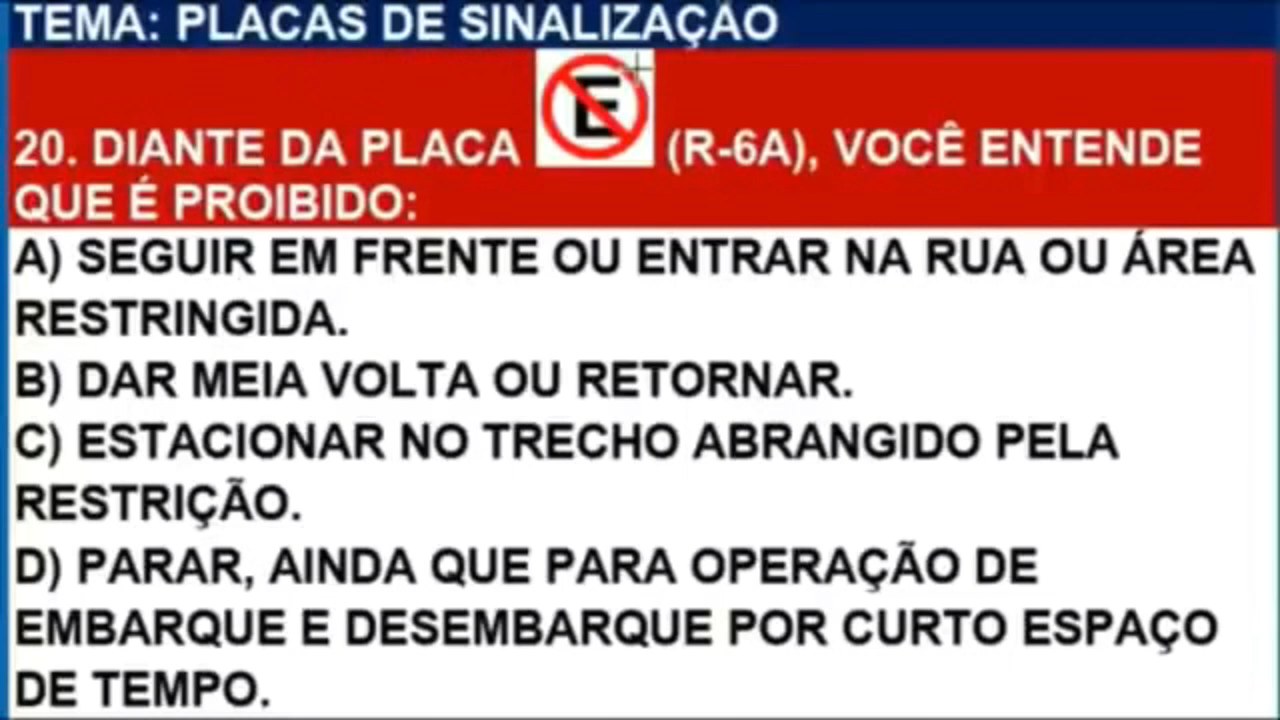 TEMA: PLACAS DE SINALIZAÇÃO
20. DIANTE DA PLACA E (R-6A), VOCÊ ENTENDE
QUE É PROIBIDO:
A) SEGUIR EM FRENTE OU ENTRAR NA RUA OU ÁREA
RESTRINGIDA.
B) DAR MEIA VOLTA OU RETORNAR.
C) ESTACIONAR NO TRECHO ABRANGIDO PELA
RESTRIÇÃO.
D) PARAR, AINDA QUE PARA OPERAÇÃO DE
EMBARQUE E DESEMBARQUE POR CURTO ESPAÇO
DE TEMPO.